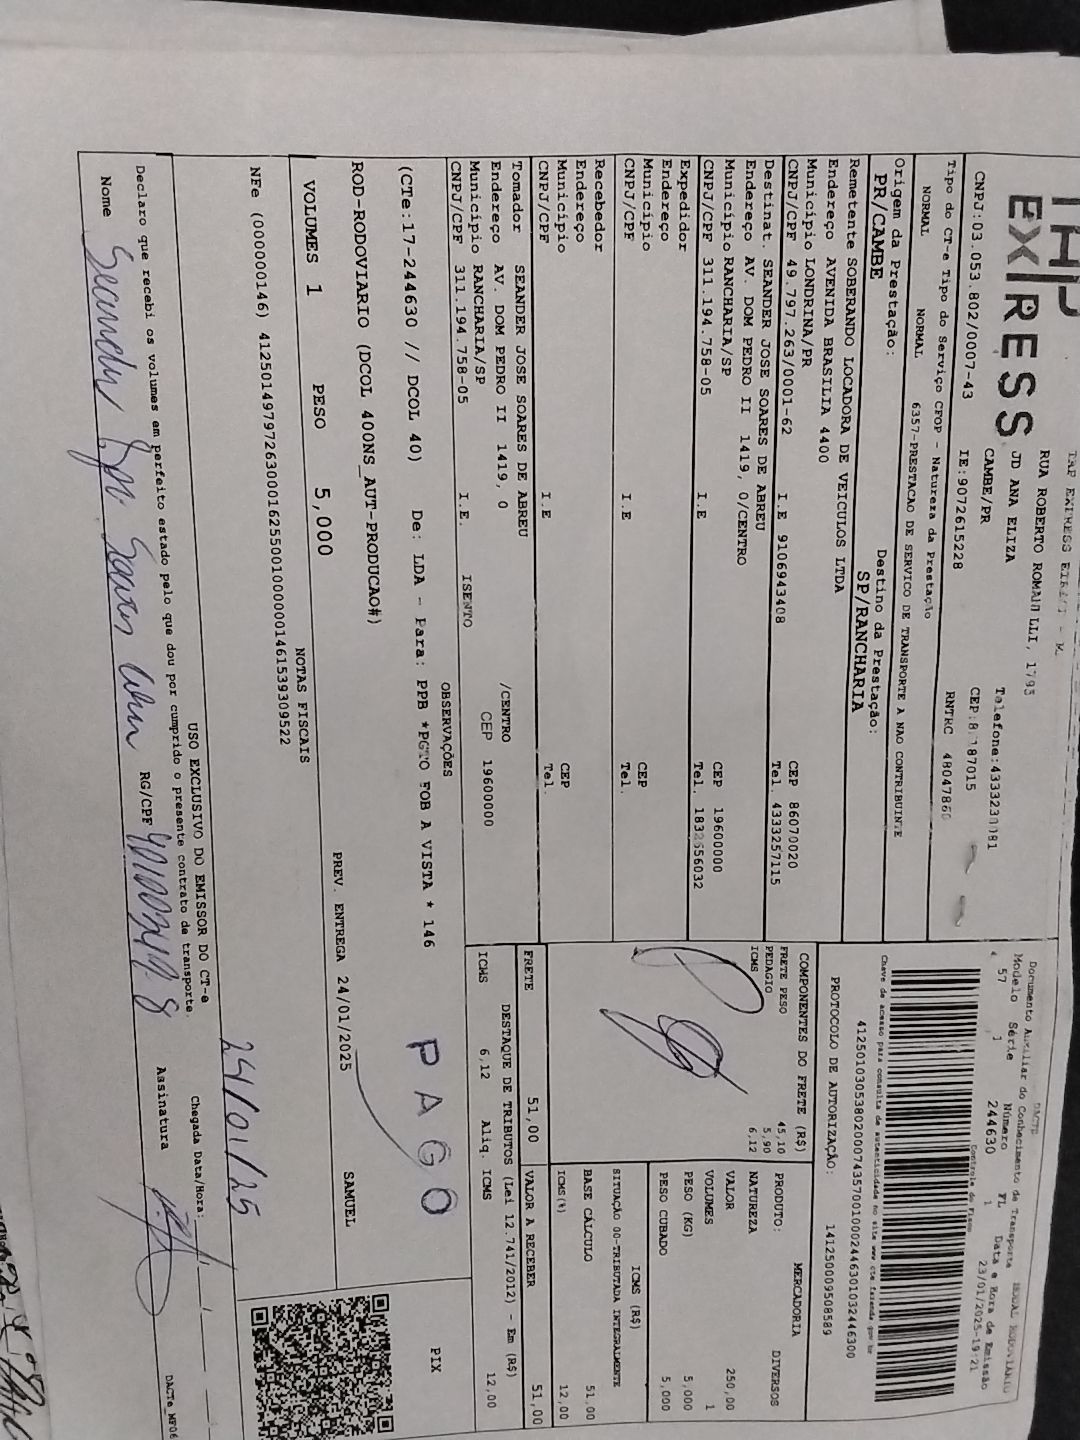 EXPRESS
RUA ROBERTO ROMANLLI, 1793
JD ANA ELIZA
CAMBE/PR
CNPJ:03.053.802/0007-43 IE:9072615228
RNTRC
Tipo do CT-e Tipo do Serviço CFOP - Natureza da Prestação
NORMAL NORMAL 6357-PRESTACAO DE SERVICO DE TRANSPORTE A NAO CONTRIBUINTE
Origem da Prestação: Destino da Prestação:
PR/CAMBE SP/RANCHARIA
Remetente SOBERANDO LOCADORA DE VEICULOS LTDA
Endereço AVENIDA BRASILIA 4400
Município LONDRINA/PR CEP 86070020
CNPJ/CPF 49.797.263/0001-62 I.E 9106943408 Tel. 4333257115
Destinat. SEANDER JOSE SOARES DE ABREU
Endereço AV. DOM PEDRO II 1419, 0/CENTRO
Município RANCHARIA/SP CEP 19600000
CNPJ/CPF 311.194.758-05 I.E Tel.
Expedidor
Endereço
Município CEP
CNPJ/CPF I.E Tel.
Recebedor
Endereço
Município CEP
CNPJ/CPF I.E Tel.
Tomador SEANDER JOSE SOARES DE ABREU
Endereço AV. DOM PEDRO II 1419, 0 /CENTRO
Município RANCHARIA/SP CEP 19600000
CNPJ/CPF 311.194.758-05 I.E. ISENTO
Documento Auxiliar do Conhecimento de Transporte
Modelo Série Número FL Data e Hora de Emissão
57 1 244630 1 23/01/2025-19:21
Controle do Fisco
Chave de acesso para consulta de autenticidade no site www cte fazenda gov br
41250103053802000743570100024463010324463​00
PROTOCOLO DE AUTORIZAÇÃO: 141250009508589
COMPONENTES DO FRETE (R$)
FRETE PESO 45,10
PEDAGIO 5,90
ICMS 6,12
MERCADORIA
PRODUTO: DIVERSOS
NATUREZA
VALOR 250,00
VOLUMES 1
PESO (KG) 5,000
PESO CUBADO 5,000
ICMS (R$)
SITUAÇÃO 00-TRIBUTADA INTEGRALMENTE
BASE CÁLCULO 51,00
ICMS(%) 12,00
FRETE 51,00 VALOR A RECEBER 51,00
DESTAQUE DE TRIBUTOS (Lei 12.741/2012) - Em (R$)
ICMS 6,12 Aliq. ICMS 12,00
OBSERVAÇÕES
(CTe:17-244630 // DCOL 40) De: LDA - Para: PPB *PGTO FOB A VISTA * 146
ROD-RODOVIARIO (DCOL 400NS_AUT-PRODUCAO#)
PAGO
PIX
PREV. ENTREGA 24/01/2025 SAMUEL
VOLUMES 1 PESO 5,000
NOTAS FISCAIS
NFe (000000146) 41250149797263000162550010000001461539309522
USO EXCLUSIVO DO EMISSOR DO CT-e
Declaro que recebi os volumes em perfeito estado pelo que dou por cumprido o presente contrato de transporte.
Chegada Data/Hora:
24/01/25
Nome RG/CPF Assinatura